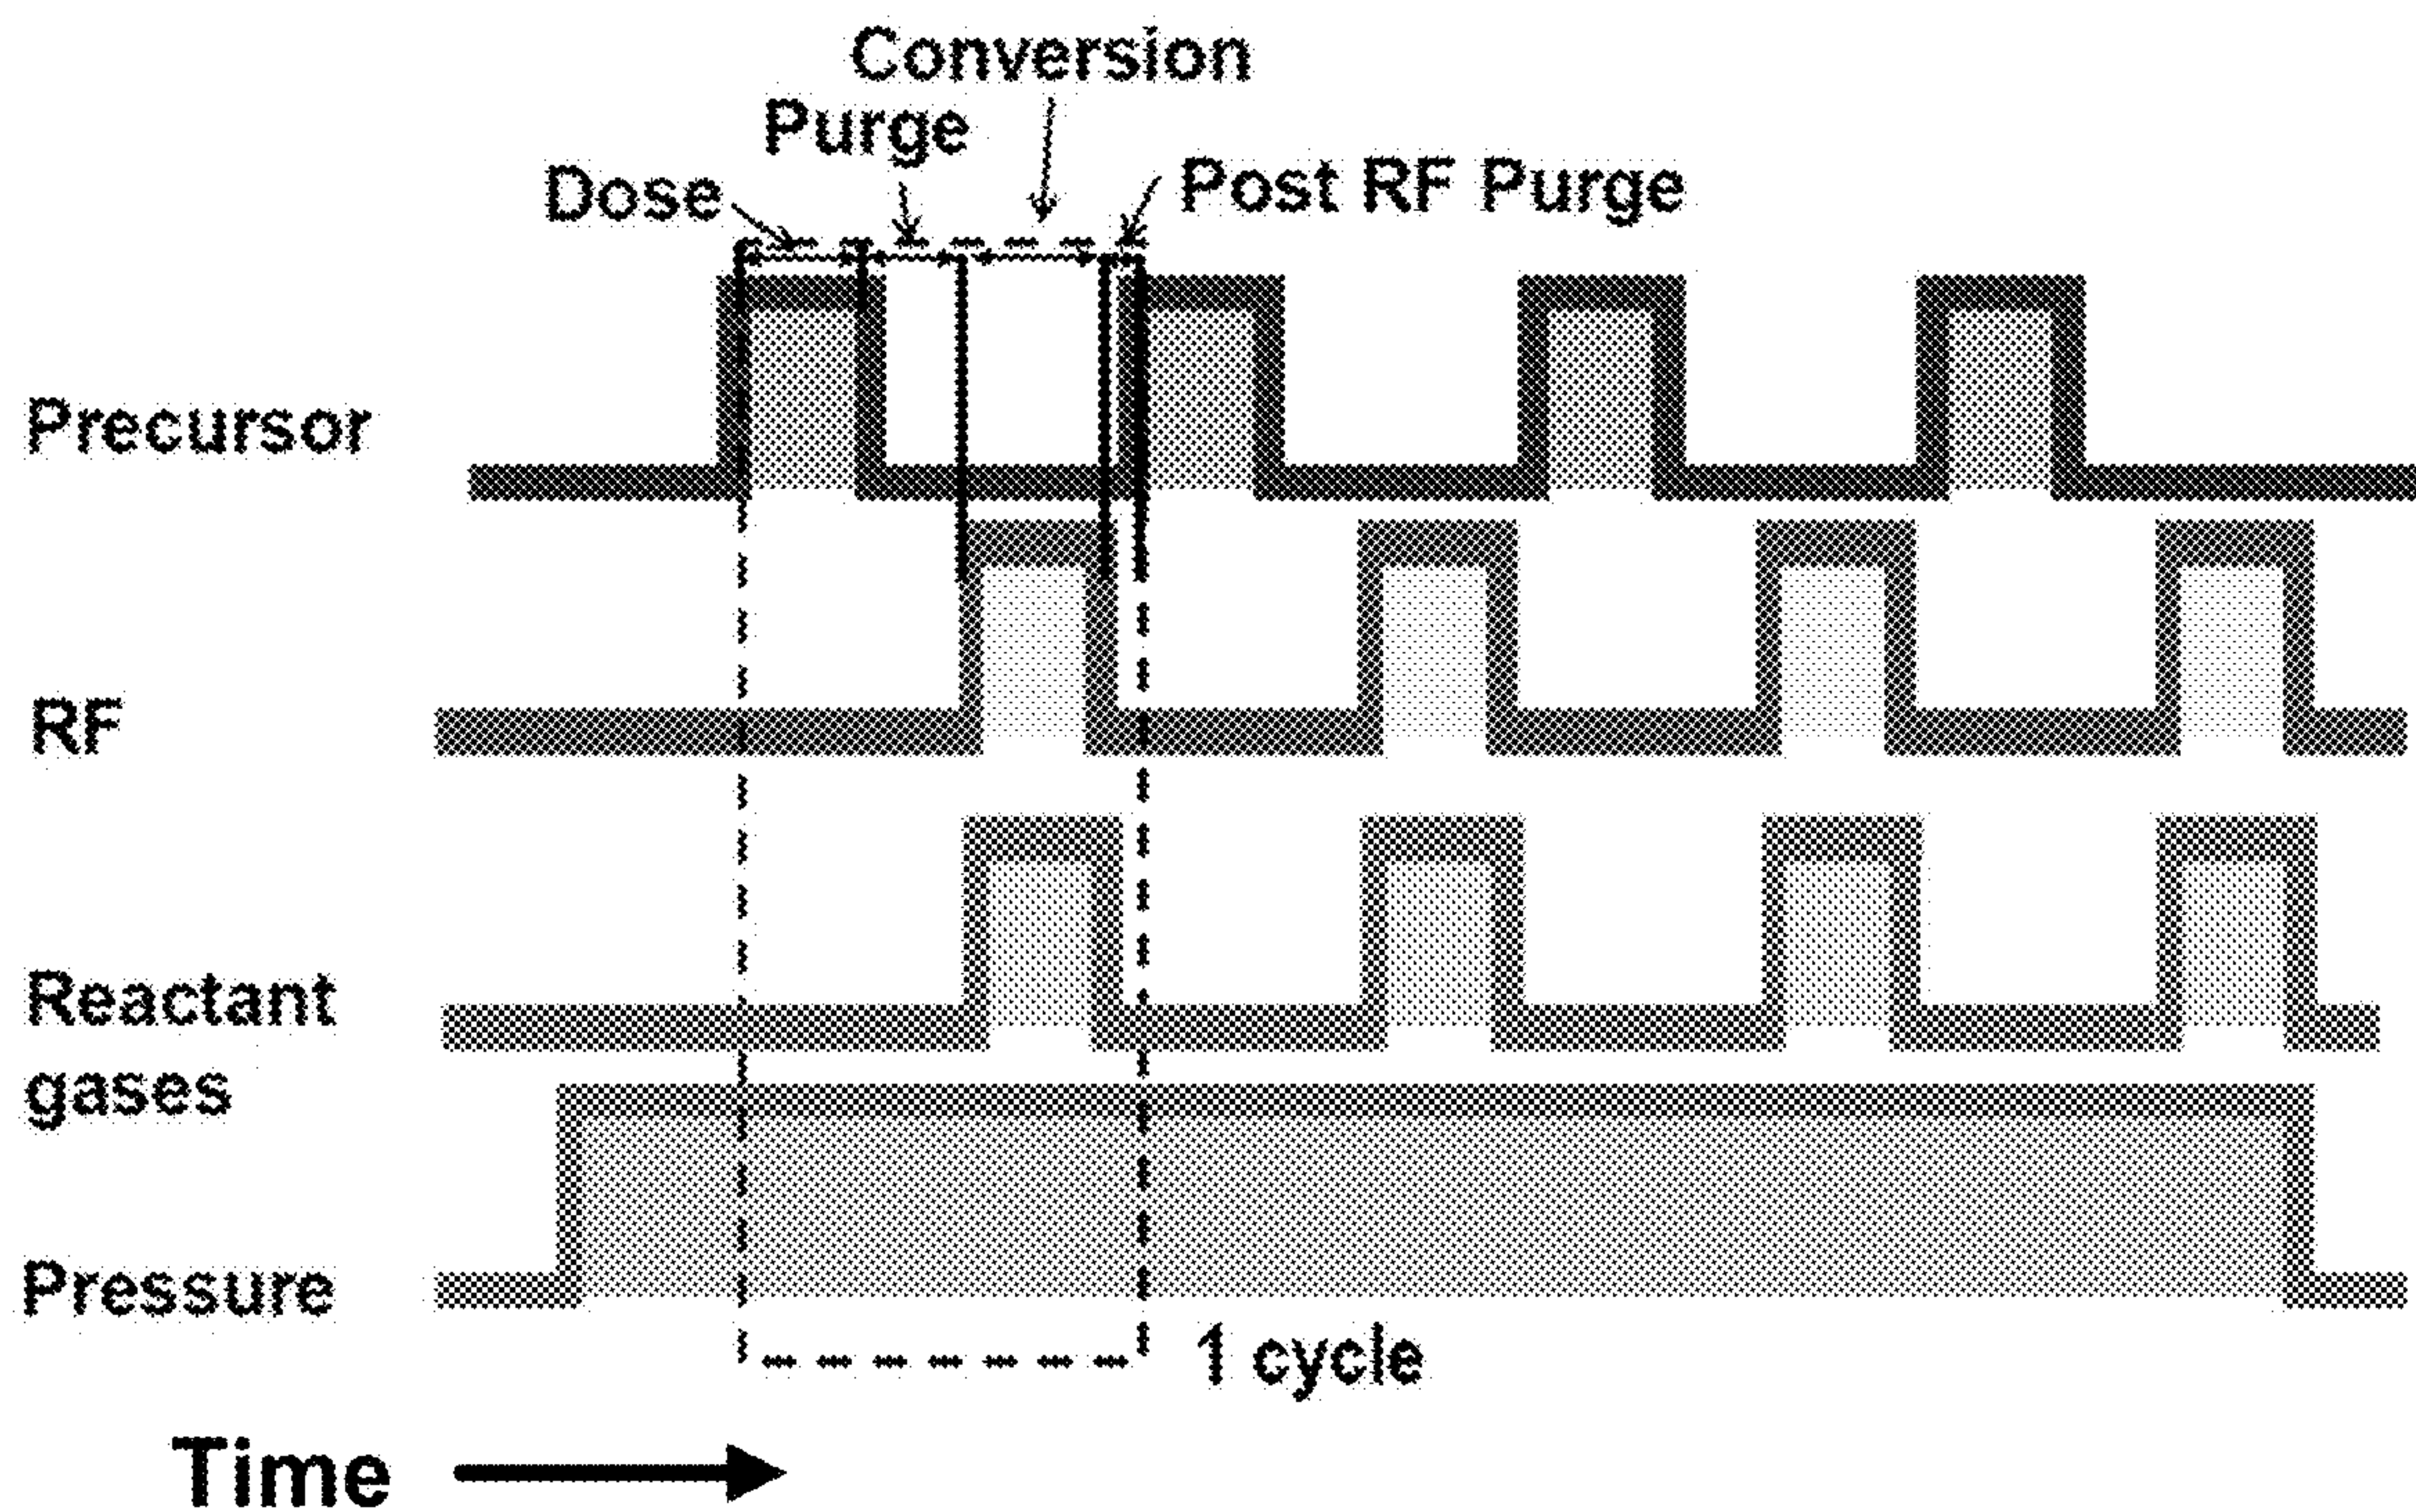 Conversion
Purge
Dose
Post RF Purge
Precursor
RF
Reactant
gases
Pressure
1 cycle
Time